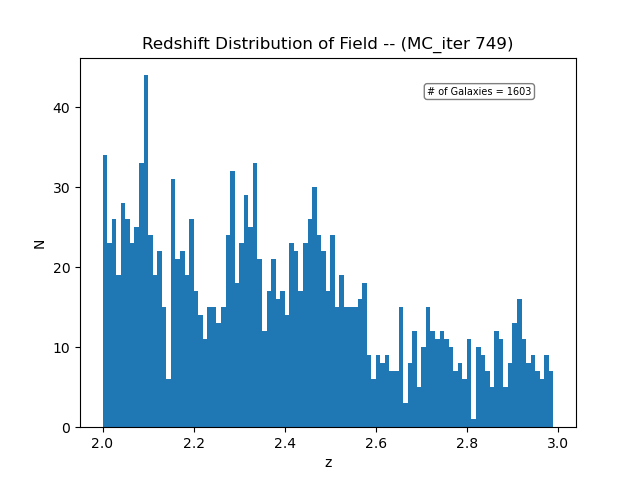 Redshift Distribution of Field -- (MC_iter 749)
# of Galaxies = 1603
40
30
20
10
0
N
2.0 2.2 2.4 2.6 2.8 3.0
z